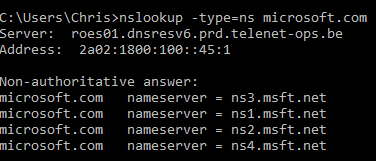 C:\Users\Chris>nslookup -type=ns microsoft.com
Server:  roes01.dnsresv6.prd.telenet-ops.be
Address:  2a02:1800:100::45:1
Non-authoritative answer:
microsoft.com   nameserver = ns3.msft.net
microsoft.com   nameserver = ns1.msft.net
microsoft.com   nameserver = ns2.msft.net
microsoft.com   nameserver = ns4.msft.net